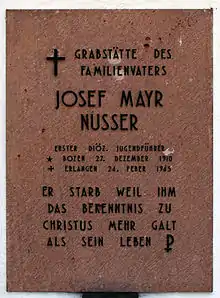 GRABSTÄTTE DES
FAMILIENVATERS
JOSEF MAYR
NUSSER
ERSTER DIÖZ. JUGENDFÜHRER
★ BOZEN 27. DEZEMBER 1910
+ ERLANGEN 24. FEBER 1945
ER STARB WEIL IHM
DAS BEKENNTNIS ZU
CHRISTUS MEHR GALT
ALS SEIN LEBEN ☧